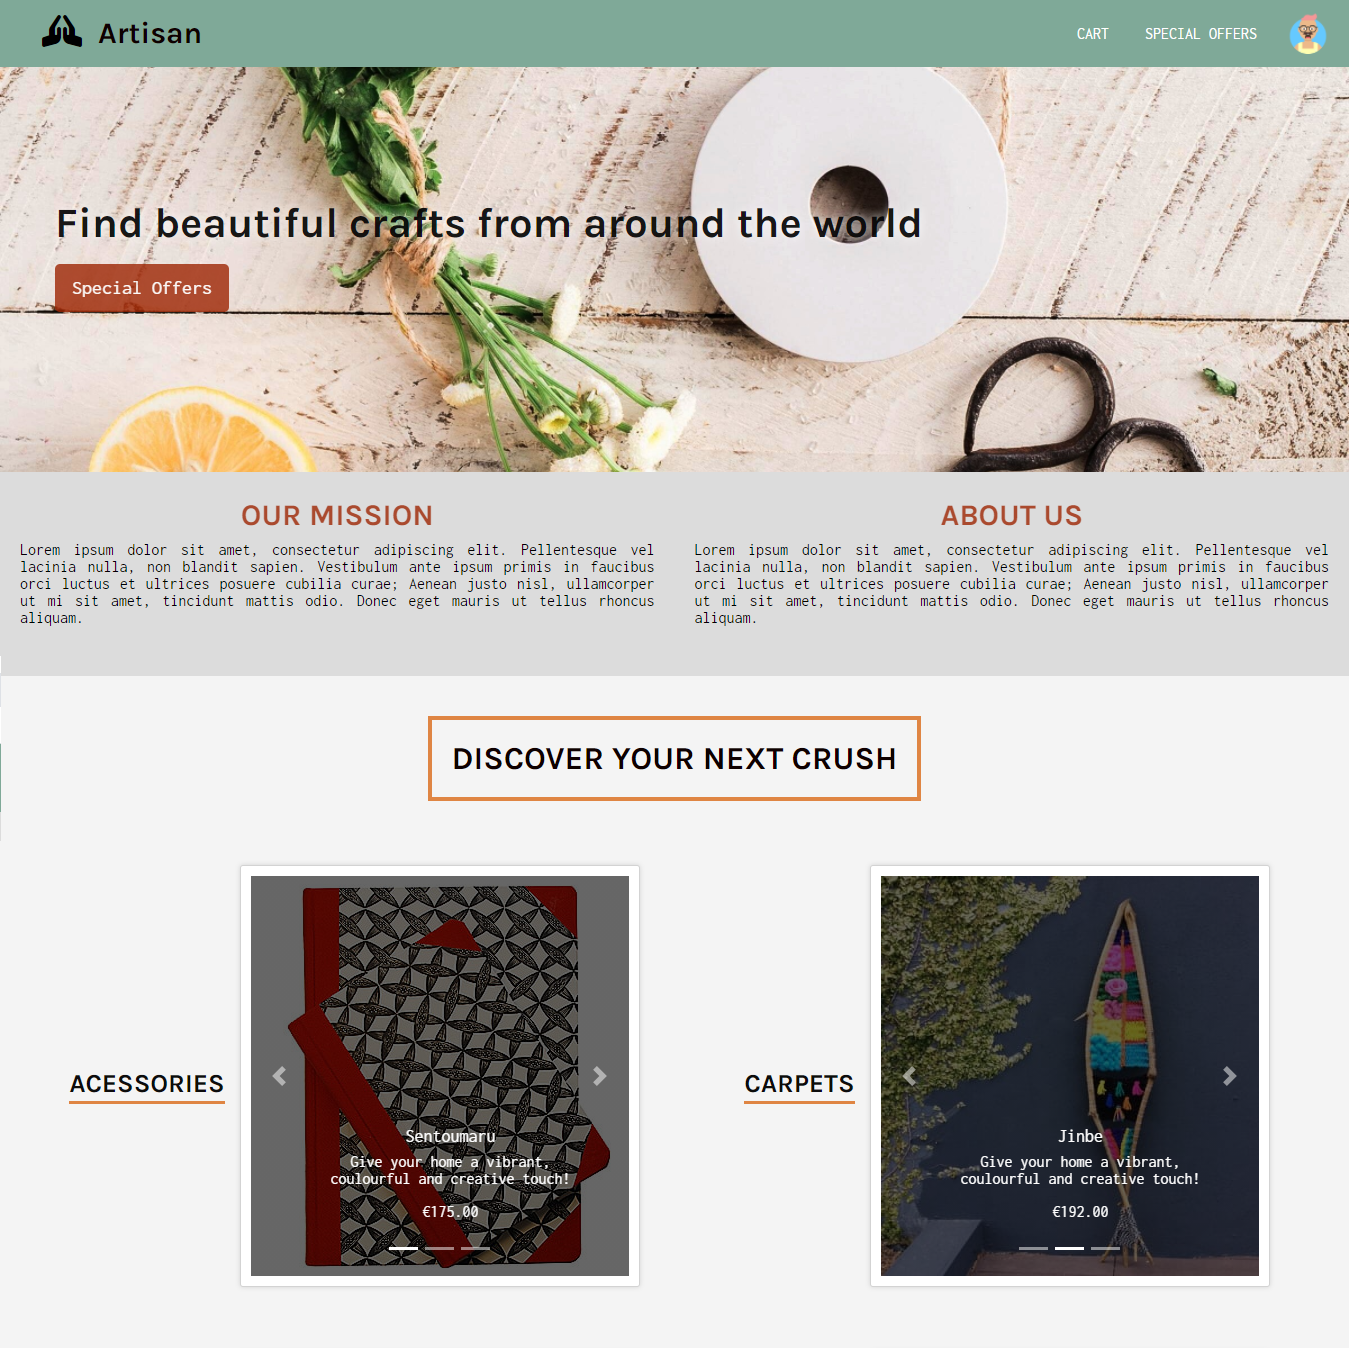 Artisan
CART
SPECIAL OFFERS
Find beautiful crafts from around the world
Special Offers
OUR MISSION
Lorem ipsum dolor sit amet, consectetur adipiscing elit. Pellentesque vel
lacinia nulla, non blandit sapien. Vestibulum ante ipsum primis in faucibus
orci luctus et ultrices posuere cubilia curae; Aenean justo nisl, ullamcorper
ut mi sit amet, tincidunt mattis odio. Donec eget mauris ut tellus rhoncus
aliquam.
ABOUT US
Lorem ipsum dolor sit amet, consectetur adipiscing elit. Pellentesque vel
lacinia nulla, non blandit sapien. Vestibulum ante ipsum primis in faucibus
orci luctus et ultrices posuere cubilia curae; Aenean justo nisl, ullamcorper
ut mi sit amet, tincidunt mattis odio. Donec eget mauris ut tellus rhoncus
aliquam.
DISCOVER YOUR NEXT CRUSH
ACESSORIES
Sentoumaru
Give your home a vibrant,
coulourful and creative touch!
€175.00
CARPETS
Jinbe
Give your home a vibrant,
coulourful and creative touch!
€192.00